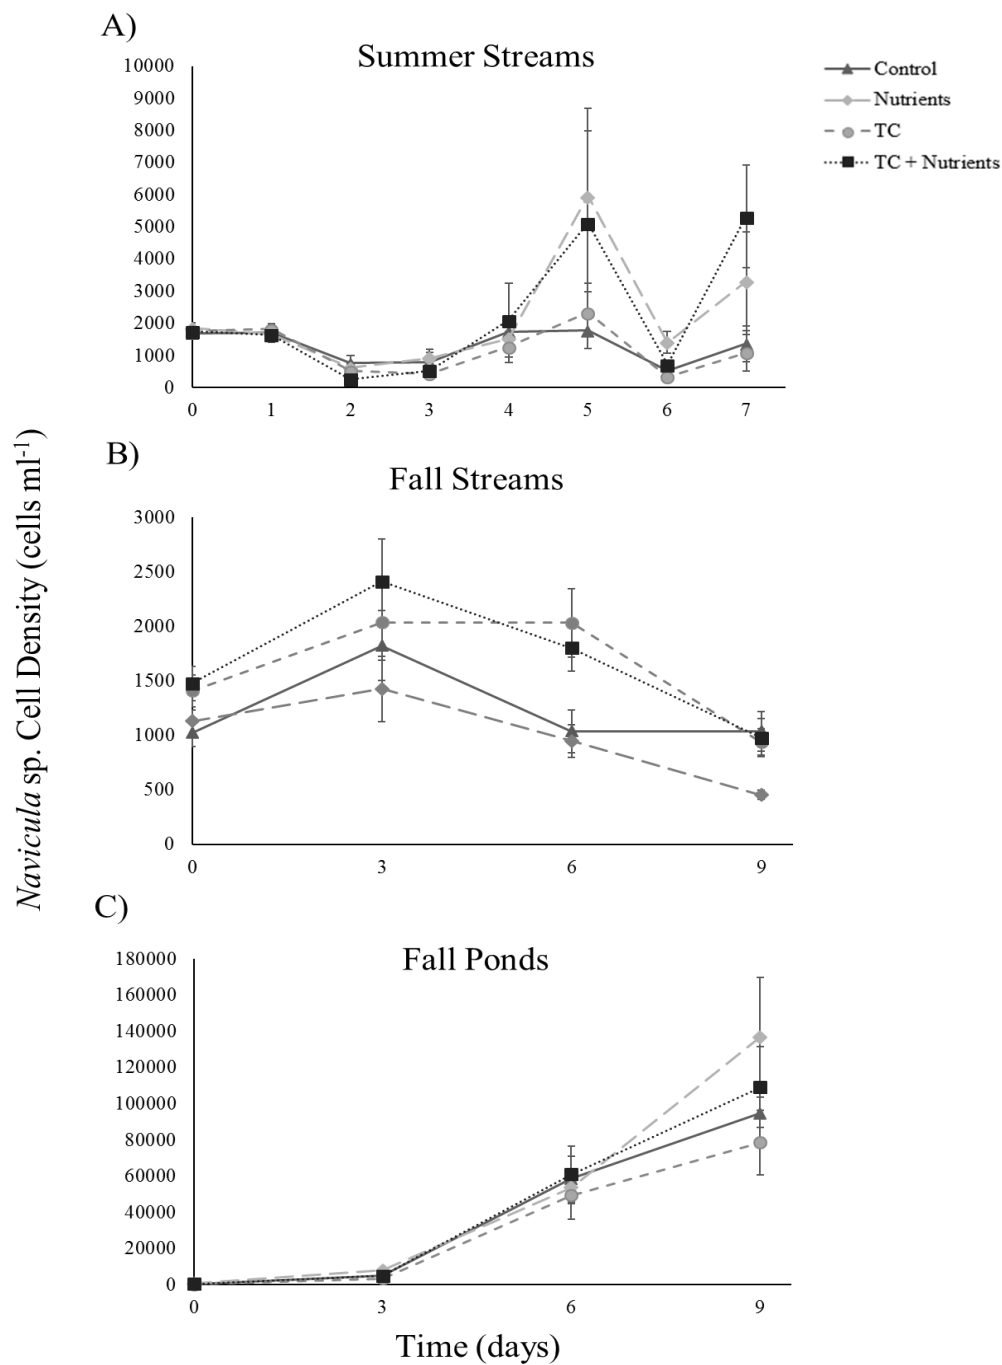 A)
Summer Streams
10000
9000
8000
7000
6000
5000
4000
3000
2000
1000
0
0 1 2 3 4 5 6 7
Control
Nutrients
TC
TC + Nutrients
Navicula sp. Cell Density (cells ml-1)
B)
Fall Streams
3000
2500
2000
1500
1000
500
0
0 3 6 9
C)
Fall Ponds
180000
160000
140000
120000
100000
80000
60000
40000
20000
0
0 3 6 9
Time (days)